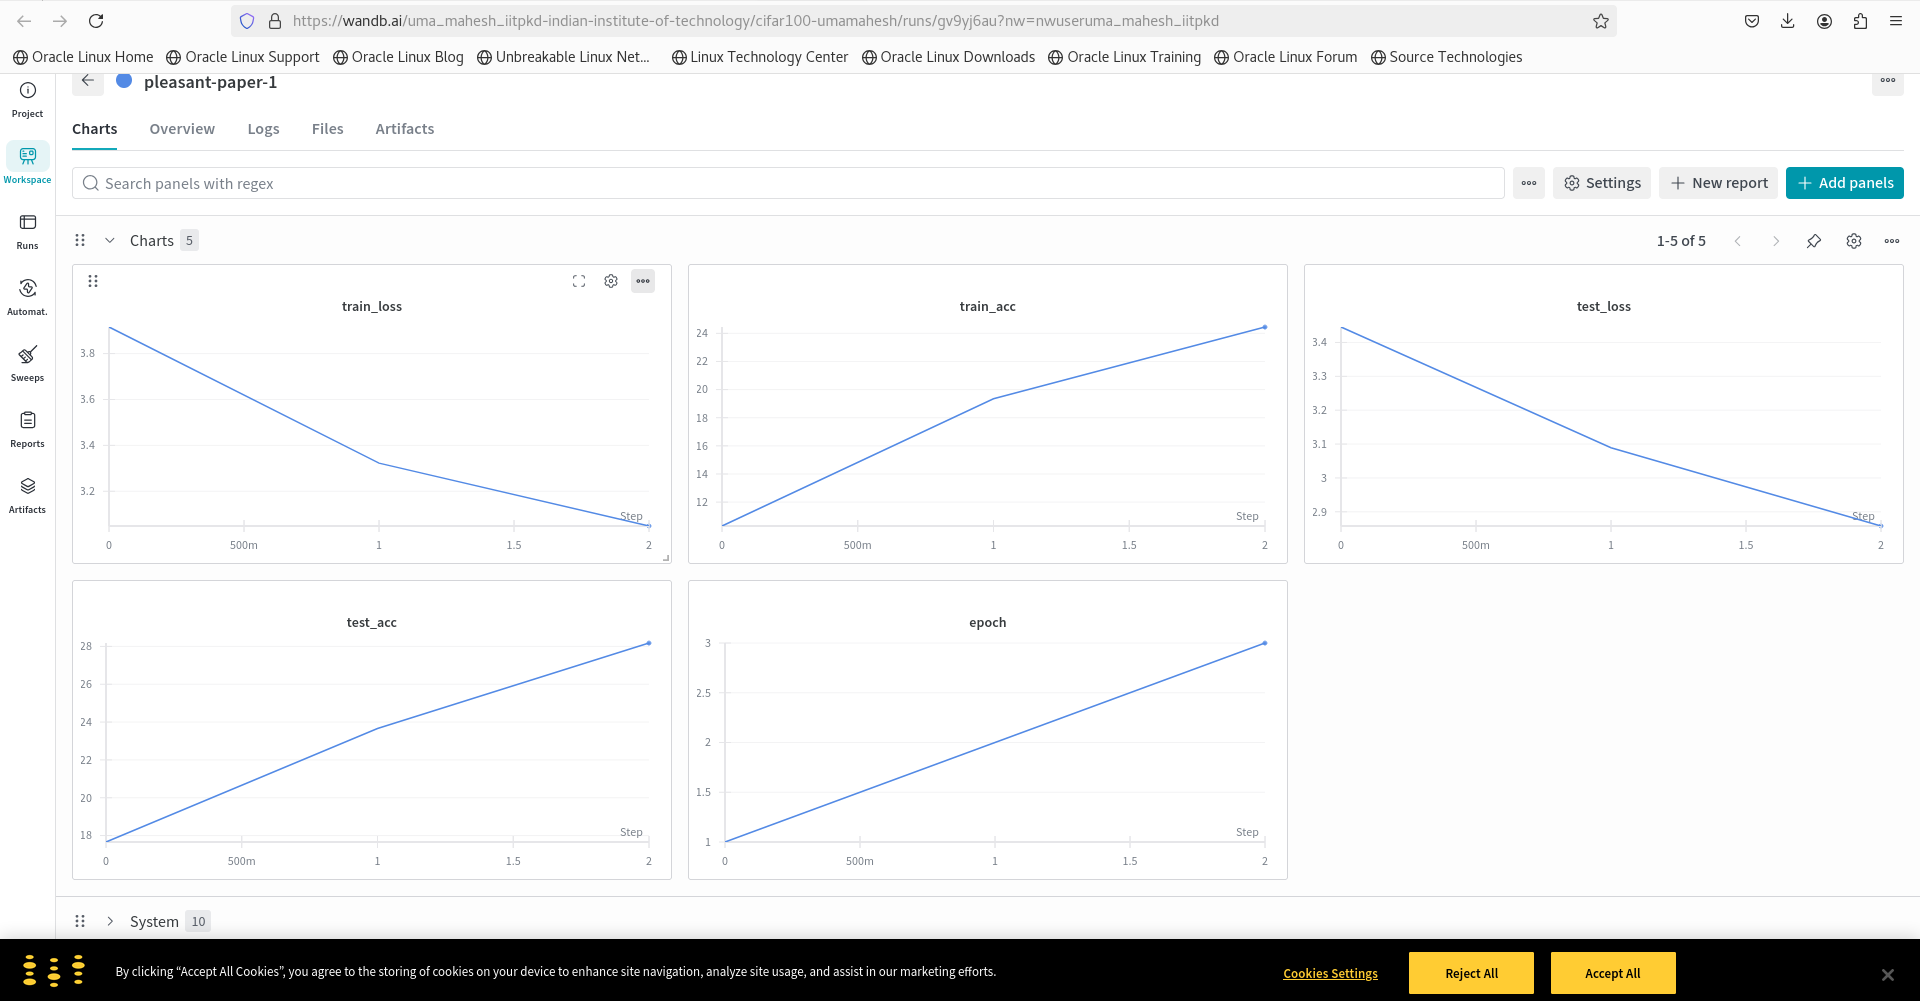 https://wandb.ai/uma_mahesh_iitpkd-indian-institute-of-technology/cifar100-umamahesh/runs/gv9yj6au?nw=nwuseruma_mahesh_iitpkd
Oracle Linux Home Oracle Linux Support Oracle Linux Blog Unbreakable Linux Net... Linux Technology Center Oracle Linux Downloads Oracle Linux Training Oracle Linux Forum Source Technologies
pleasant-paper-1
Project
Workspace
Runs
Automat.
Sweeps
Reports
Artifacts
Charts Overview Logs Files Artifacts
Search panels with regex
Settings New report Add panels
Charts 5 1-5 of 5
train_loss
3.8
3.6
3.4
3.2
Step
0 500m 1 1.5 2
train_acc
24
22
20
18
16
14
12
Step
0 500m 1 1.5 2
test_loss
3.4
3.3
3.2
3.1
3
2.9
Step
0 500m 1 1.5 2
test_acc
28
26
24
22
20
18
Step
0 500m 1 1.5 2
epoch
3
2.5
2
1.5
1
Step
0 500m 1 1.5 2
System 10
By clicking “Accept All Cookies”, you agree to the storing of cookies on your device to enhance site navigation, analyze site usage, and assist in our marketing efforts.
Cookies Settings Reject All Accept All